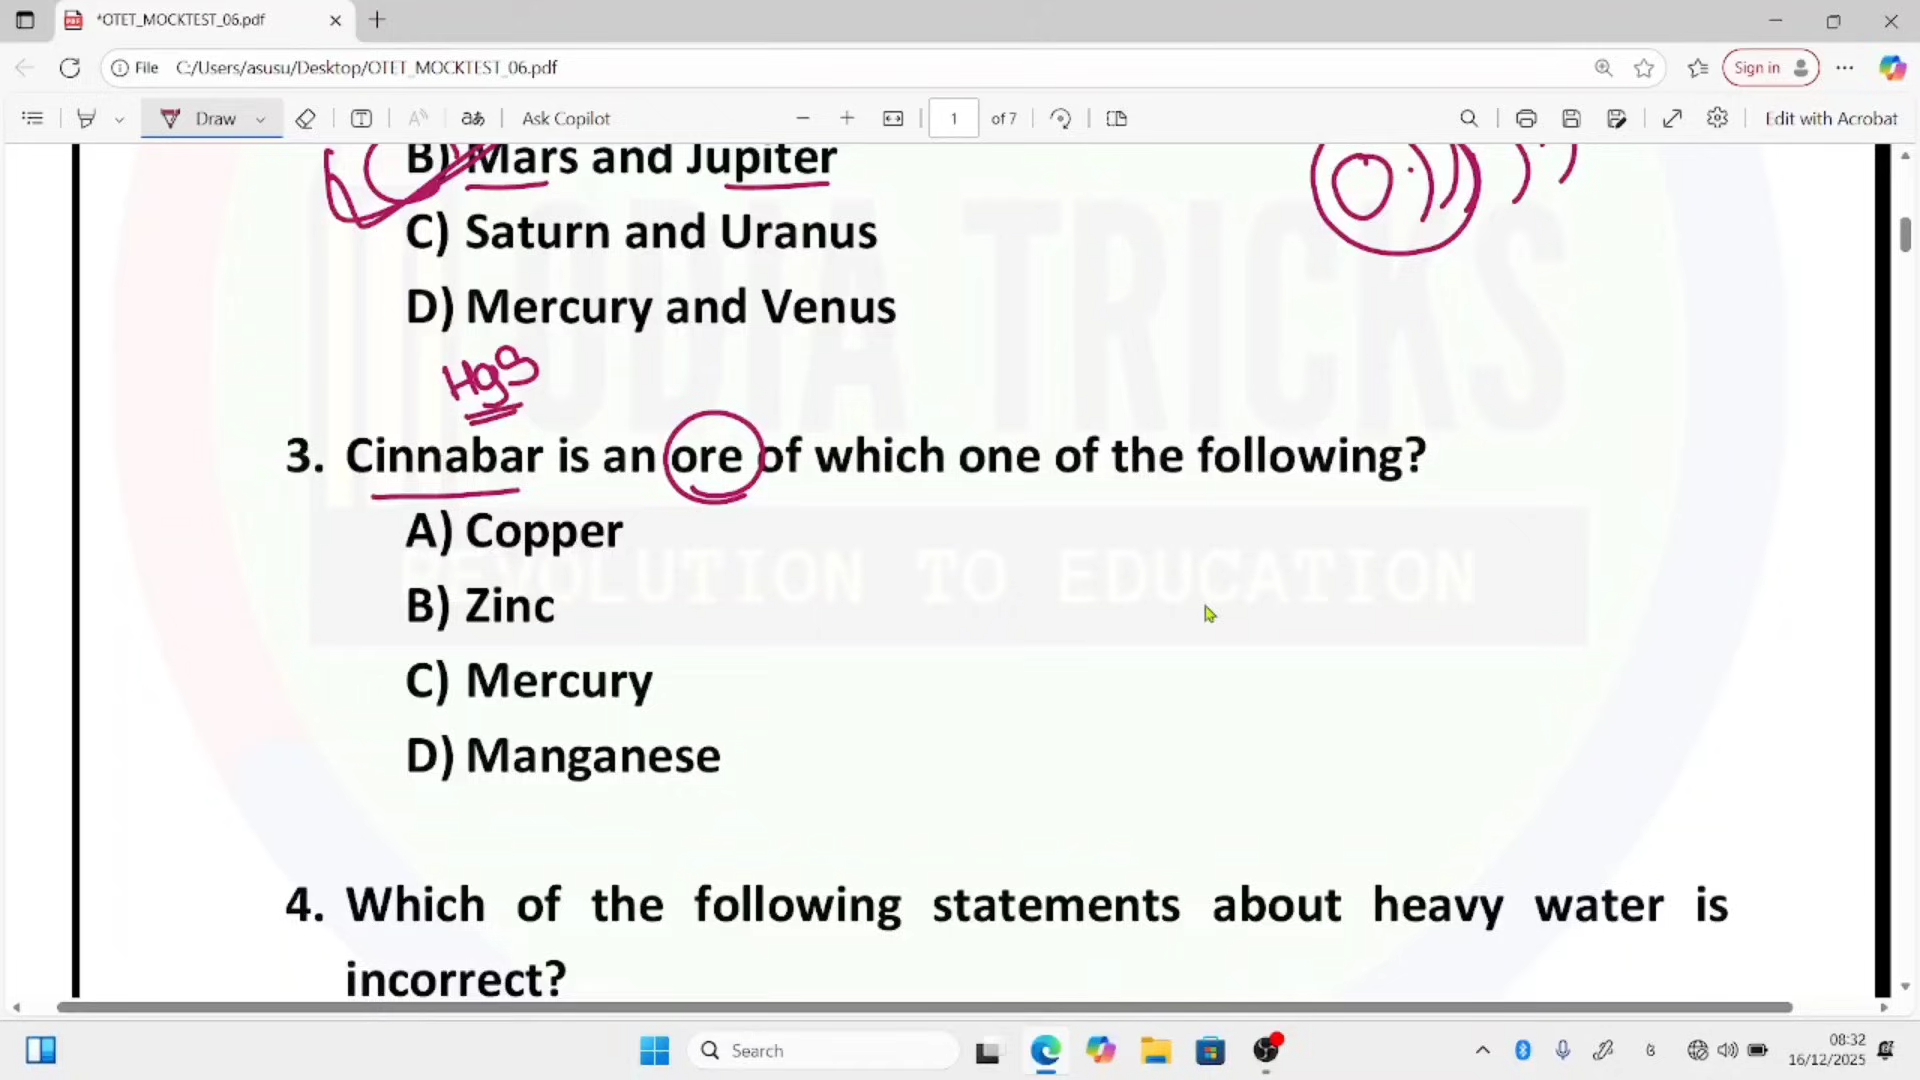 *OTET_MOCKTEST_06.pdf
File C:/Users/asusu/Desktop/OTET_MOCKTEST_06.pdf
Sign in
Draw
Ask Copilot
1 of 7
Edit with Acrobat
B) Mars and Jupiter
C) Saturn and Uranus
D) Mercury and Venus
HgS
3. Cinnabar is an ore of which one of the following?
A) Copper
B) Zinc
C) Mercury
D) Manganese
4. Which of the following statements about heavy water is
incorrect?
ODIA TRICKS
REVOLUTION TO EDUCATION
Search
08:32
16/12/2025